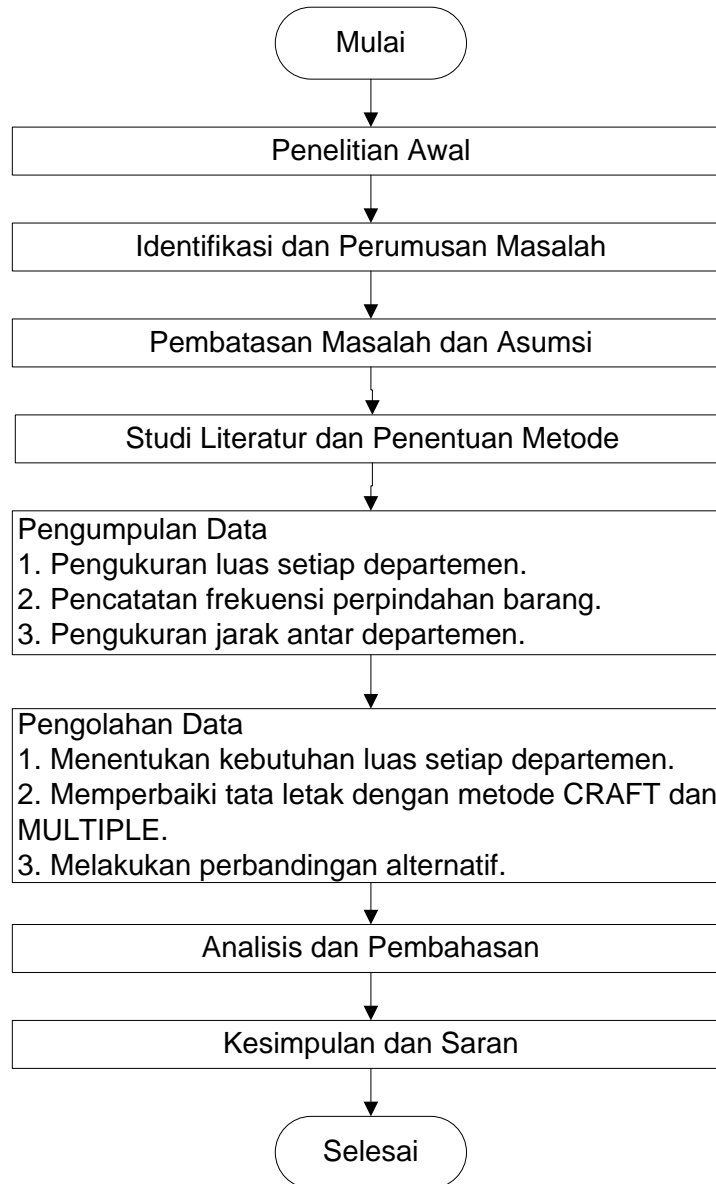 Mulai
Penelitian Awal
Identifikasi dan Perumusan Masalah
Pembatasan Masalah dan Asumsi
Studi Literatur dan Penentuan Metode
Pengumpulan Data
1. Pengukuran luas setiap departemen.
2. Pencatatan frekuensi perpindahan barang.
3. Pengukuran jarak antar departemen.
Pengolahan Data
1. Menentukan kebutuhan luas setiap departemen.
2. Memperbaiki tata letak dengan metode CRAFT dan
MULTIPLE.
3. Melakukan perbandingan alternatif.
Analisis dan Pembahasan
Kesimpulan dan Saran
Selesai